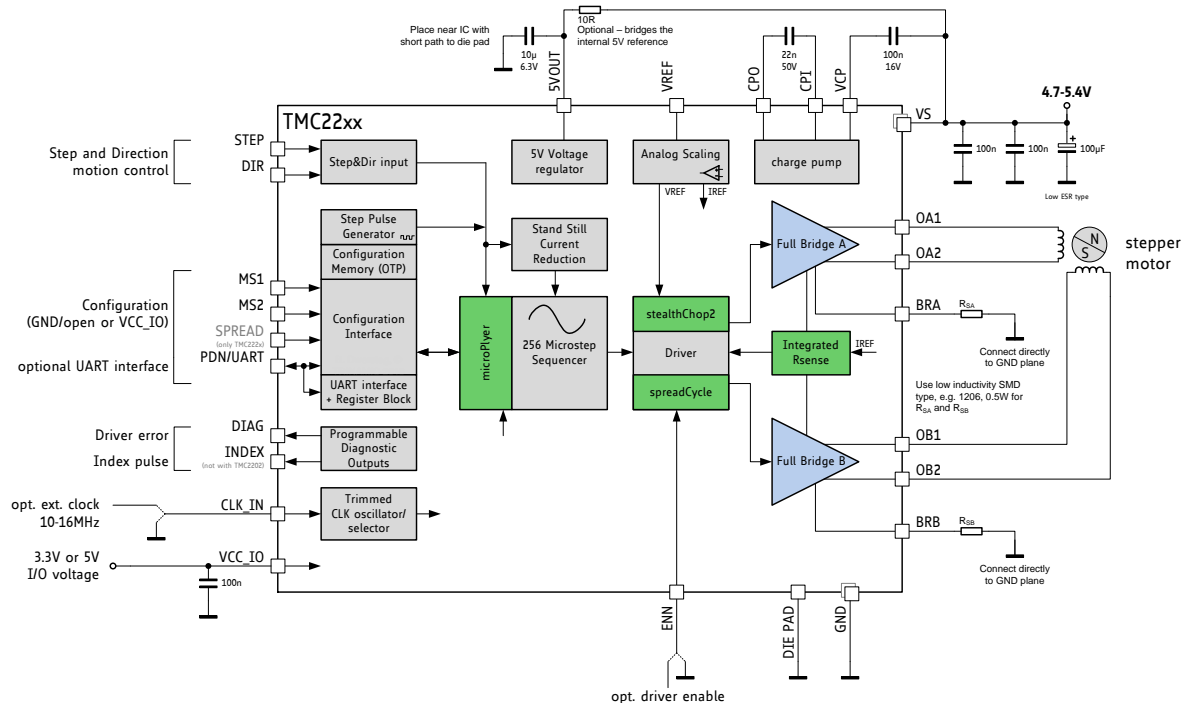 Place near IC with
short path to die pad
10µ
6.3V
10R
Optional – bridges the
internal 5V reference
5VOUT
VREF
CPO
22n
50V
CPI
VCP
100n
16V
4.7-5.4V
VS
100n
100n
+
100µF
Low ESR type
TMC22xx
Step and Direction
motion control
STEP
DIR
Step&Dir input
5V Voltage
regulator
Analog Scaling
VREF
IREF
charge pump
Step Pulse
Generator
Configuration
Memory (OTP)
Stand Still
Current
Reduction
Full Bridge A
OA1
OA2
N
S
stepper
motor
Configuration
(GND/open or VCC_IO)
optional UART interface
MS1
MS2
SPREAD
(only TMC222x)
PDN/UART
Configuration
Interface
UART interface
+ Register Block
microPlyer
256 Microstep
Sequencer
stealthChop2
Driver
spreadCycle
Integrated
Rsense
IREF
BRA
RSA
Connect directly
to GND plane
Use low inductivity SMD
type, e.g. 1206, 0.5W for
RSA and RSB
Driver error
Index pulse
DIAG
INDEX
(not with TMC2202)
Programmable
Diagnostic
Outputs
Full Bridge B
OB1
OB2
opt. ext. clock
10-16MHz
CLK_IN
Trimmed
CLK oscillator/
selector
BRB
RSB
Connect directly
to GND plane
3.3V or 5V
I/O voltage
VCC_IO
100n
ENN
DIE PAD
GND
opt. driver enable